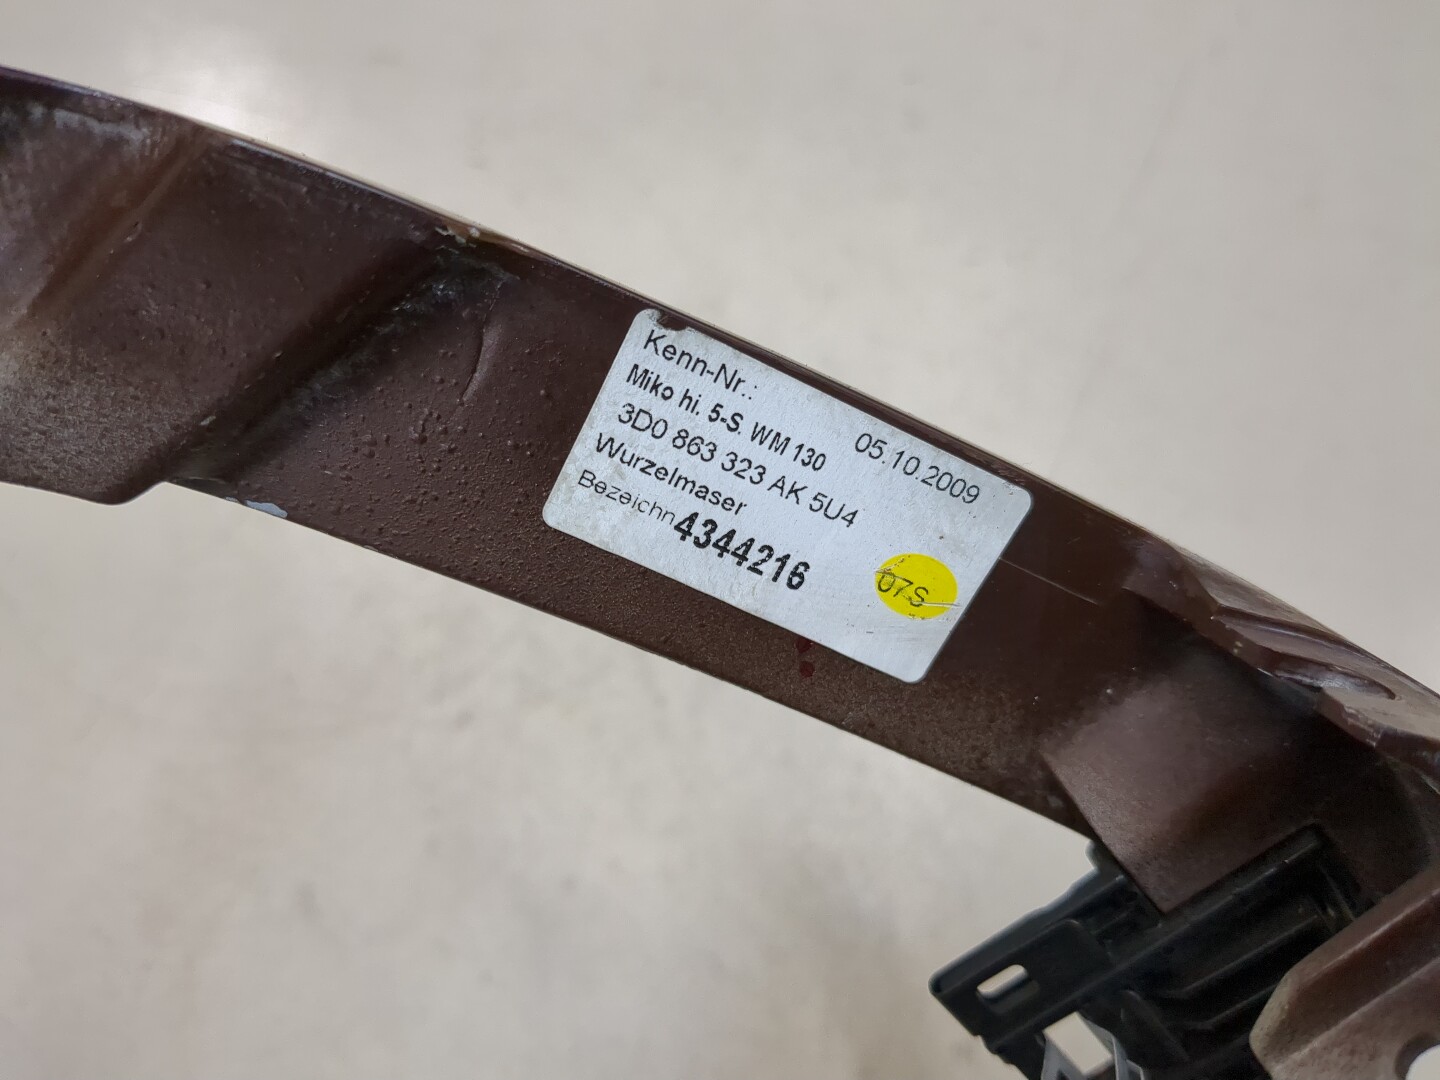 Kenn-Nr.:
Miko hi. 5-S. WM 130 05.10.2009
3D0 863 323 AK 5U4
Wurzelmaser
Bezeichn 4344216
07S